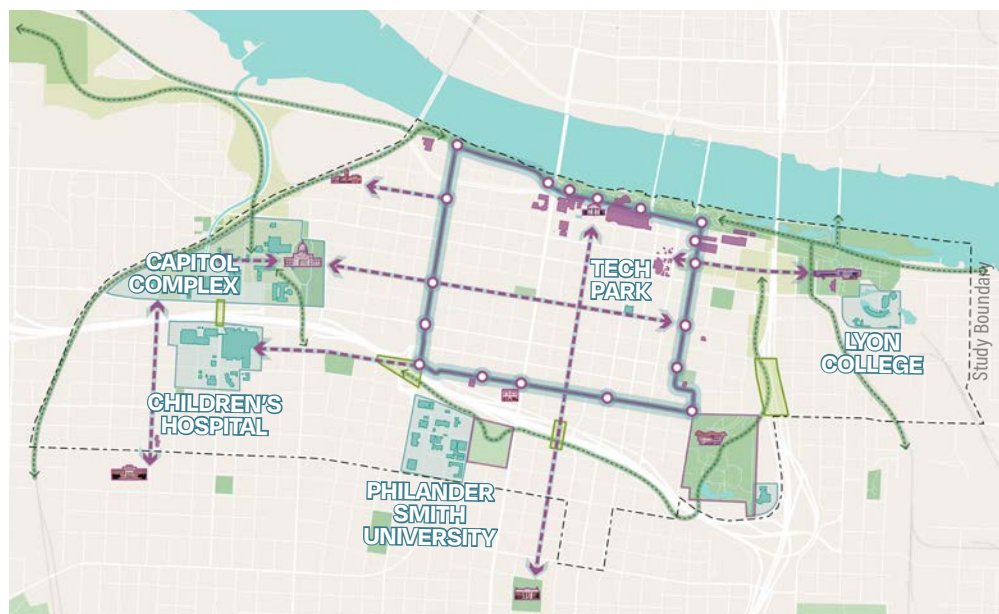 CAPITOL
COMPLEX
TECH
PARK
Study Boundary
LYON
COLLEGE
CHILDREN'S
HOSPITAL
PHILANDER
SMITH
UNIVERSITY